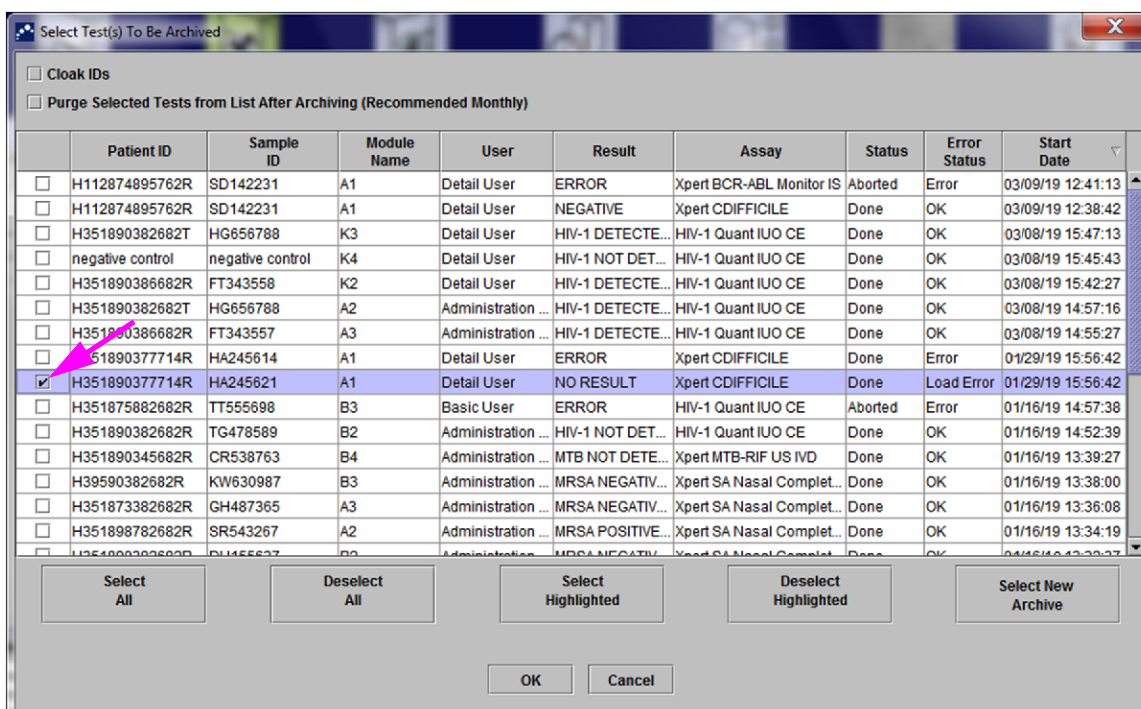 Select Test(s) To Be Archived
Cloak IDs
Purge Selected Tests from List After Archiving (Recommended Monthly)
Patient ID Sample ID Module Name User Result Assay Status Error Status Start Date
H112874895762R SD142231 A1 Detail User ERROR Xpert BCR-ABL Monitor IS Aborted Error 03/09/19 12:41:13
H112874895762R SD142231 A1 Detail User NEGATIVE Xpert CDIFFICILE Done OK 03/09/19 12:38:42
H351890382682T HG656788 K3 Detail User HIV-1 DETECTE... HIV-1 Quant IUO CE Done OK 03/08/19 15:47:13
negative control negative control K4 Detail User HIV-1 NOT DET... HIV-1 Quant IUO CE Done OK 03/08/19 15:45:43
H351890386682R FT343558 K2 Detail User HIV-1 DETECTE... HIV-1 Quant IUO CE Done OK 03/08/19 15:42:27
H351890382682T HG656788 A2 Administration ... HIV-1 DETECTE... HIV-1 Quant IUO CE Done OK 03/08/19 14:57:16
H351890386682R FT343557 A3 Administration ... HIV-1 DETECTE... HIV-1 Quant IUO CE Done OK 03/08/19 14:55:27
51890377714R HA245614 A1 Detail User ERROR Xpert CDIFFICILE Done Error 01/29/19 15:56:42
H351890377714R HA245621 A1 Detail User NO RESULT Xpert CDIFFICILE Done Load Error 01/29/19 15:56:42
H351875882682R TT555698 B3 Basic User ERROR HIV-1 Quant IUO CE Aborted Error 01/16/19 14:57:38
H351890382682R TG478589 B2 Administration ... HIV-1 NOT DET... HIV-1 Quant IUO CE Done OK 01/16/19 14:52:39
H351890345682R CR538763 B4 Administration ... MTB NOT DETE... Xpert MTB-RIF US IVD Done OK 01/16/19 13:39:27
H39590382682R KW630987 B3 Administration ... MRSA NEGATIV... Xpert SA Nasal Complet... Done OK 01/16/19 13:38:00
H351873382682R GH487365 A3 Administration ... MRSA NEGATIV... Xpert SA Nasal Complet... Done OK 01/16/19 13:36:08
H351898782682R SR543267 A2 Administration ... MRSA POSITIVE... Xpert SA Nasal Complet... Done OK 01/16/19 13:34:19
Select All Deselect All Select Highlighted Deselect Highlighted Select New Archive
OK Cancel